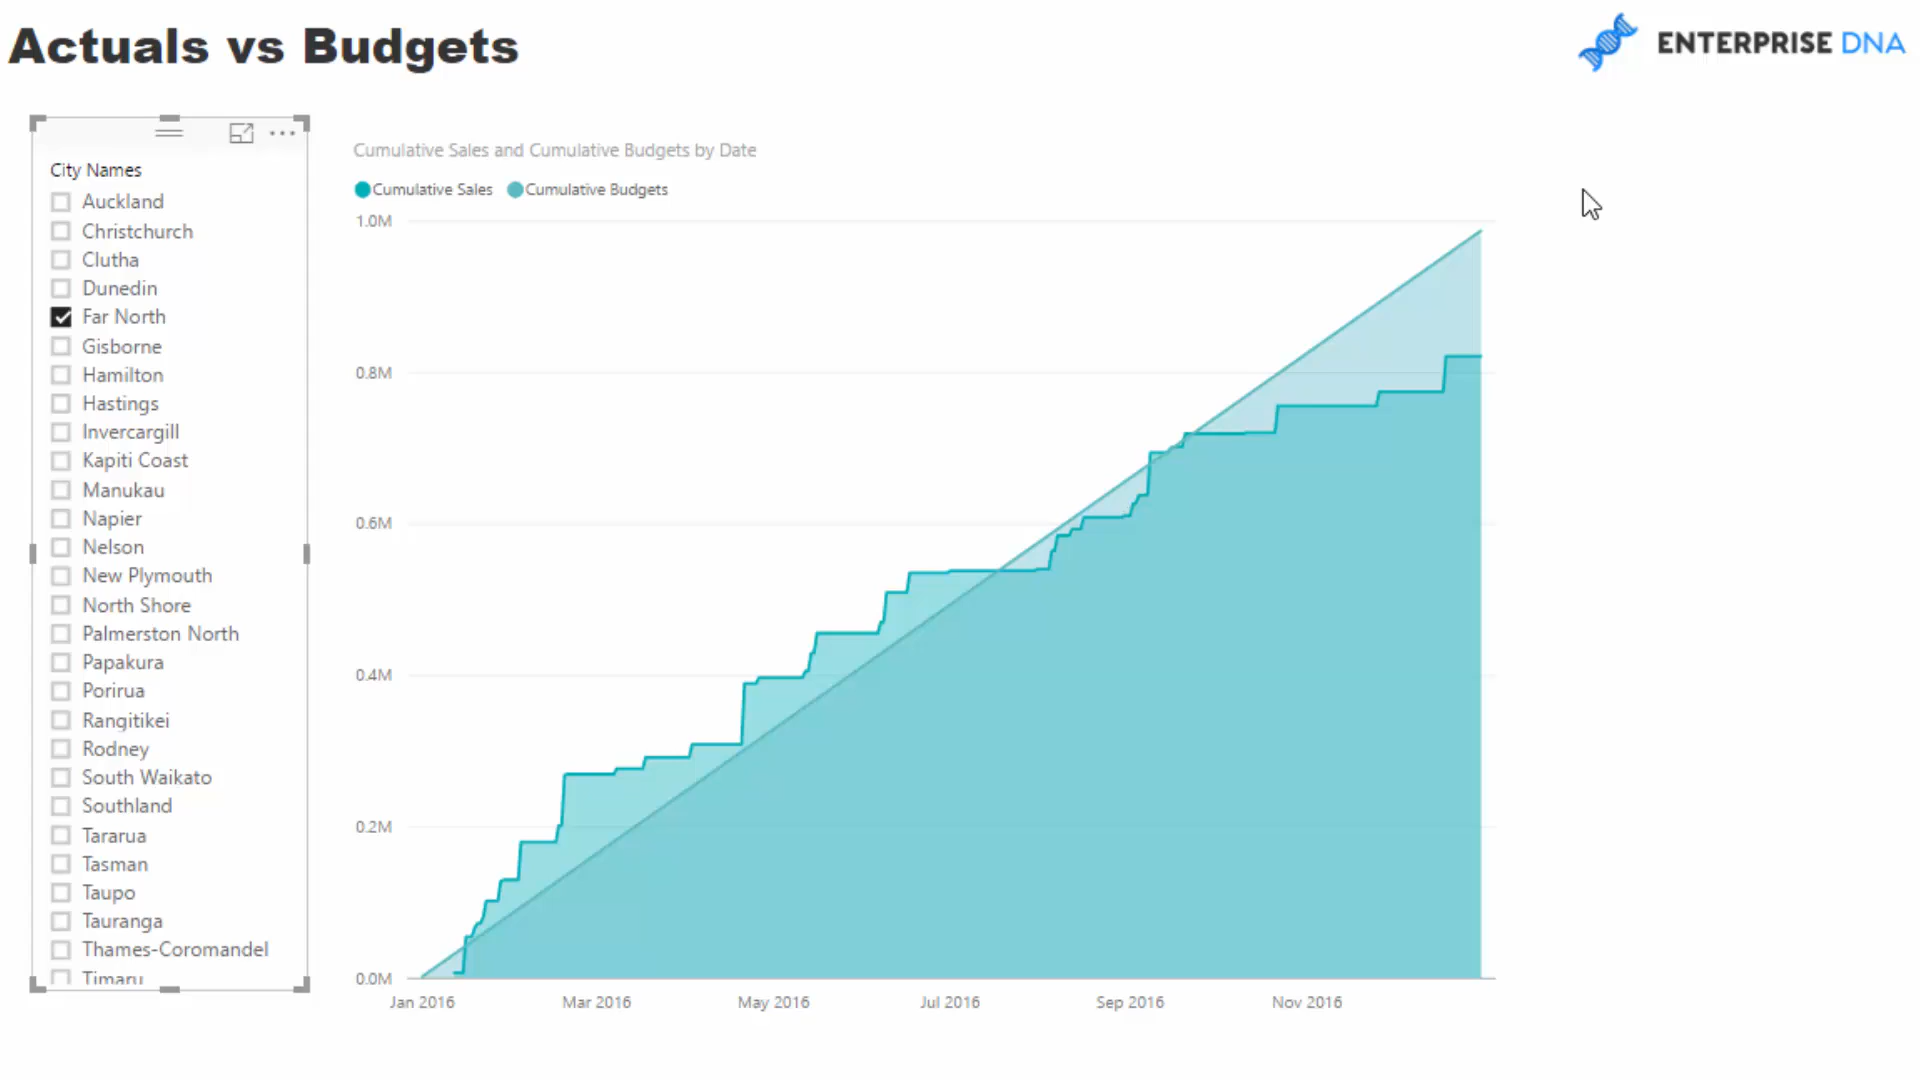 Actuals vs Budgets
ENTERPRISE DNA
City Names
Auckland
Christchurch
Clutha
Dunedin
Far North
Gisborne
Hamilton
Hastings
Invercargill
Kapiti Coast
Manukau
Napier
Nelson
New Plymouth
North Shore
Palmerston North
Papakura
Porirua
Rangitikei
Rodney
South Waikato
Southland
Tararua
Tasman
Taupo
Tauranga
Thames-Coromandel
Timaru
Cumulative Sales and Cumulative Budgets by Date
Cumulative Sales Cumulative Budgets
1.0M
0.8M
0.6M
0.4M
0.2M
0.0M
Jan 2016 Mar 2016 May 2016 Jul 2016 Sep 2016 Nov 2016